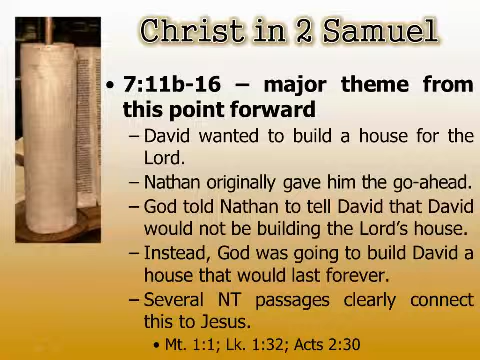 Christ in 2 Samuel
• 7:11b-16 – major theme from
this point forward
– David wanted to build a house for the
Lord.
– Nathan originally gave him the go-ahead.
– God told Nathan to tell David that David
would not be building the Lord's house.
– Instead, God was going to build David a
house that would last forever.
– Several NT passages clearly connect
this to Jesus.
• Mt. 1:1; Lk. 1:32; Acts 2:30